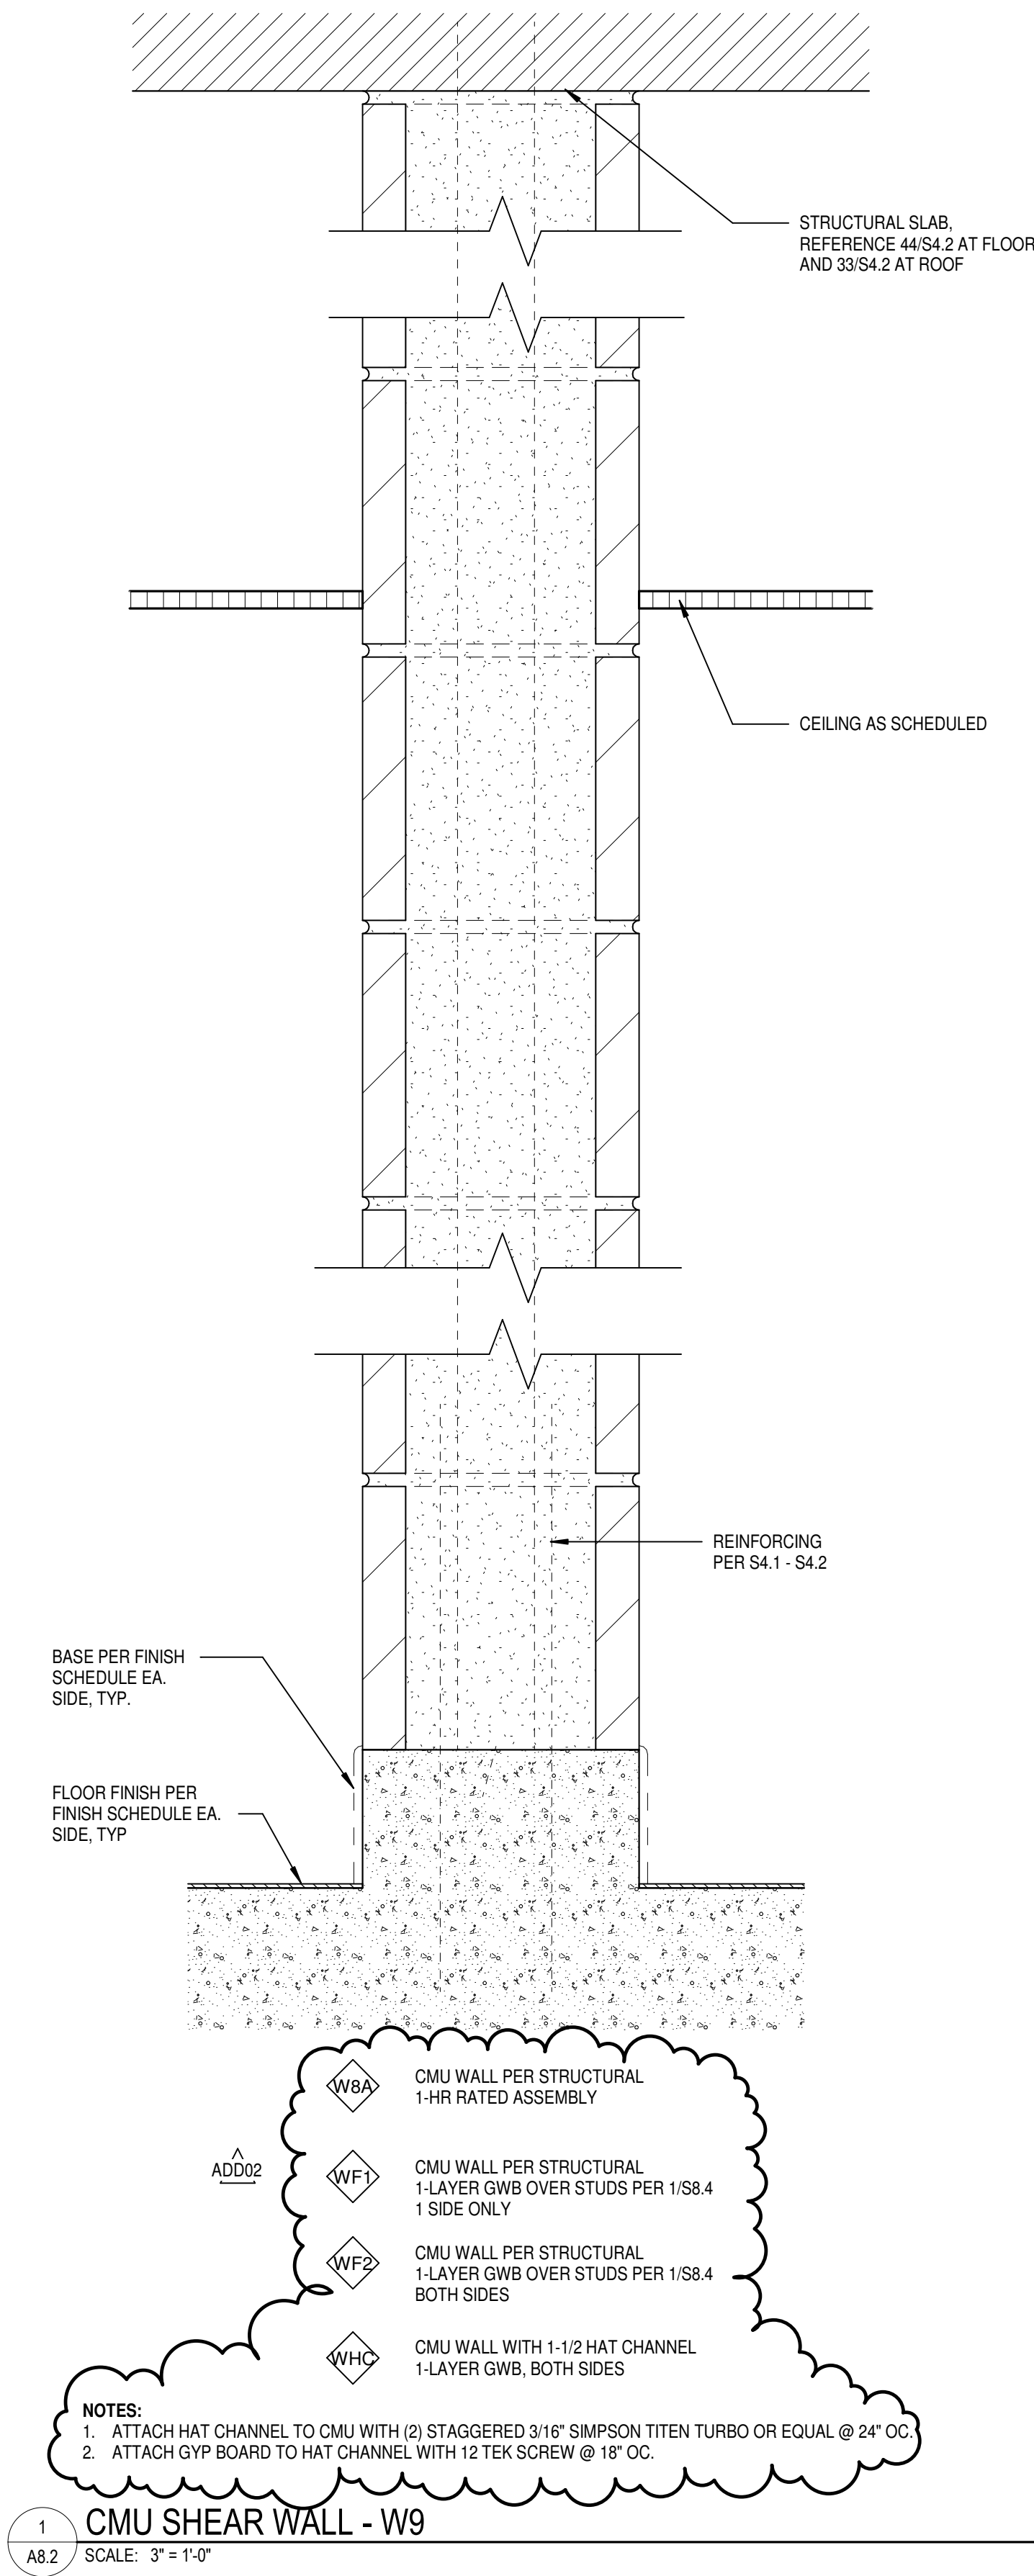 STRUCTURAL SLAB,
REFERENCE 44/S4.2 AT FLOOR
AND 33/S4.2 AT ROOF
CEILING AS SCHEDULED
REINFORCING
PER S4.1 - S4.2
BASE PER FINISH
SCHEDULE EA.
SIDE, TYP.
FLOOR FINISH PER
FINISH SCHEDULE EA.
SIDE, TYP
W8A
CMU WALL PER STRUCTURAL
1-HR RATED ASSEMBLY
ADD02
WF1
CMU WALL PER STRUCTURAL
1-LAYER GWB OVER STUDS PER 1/S8.4
1 SIDE ONLY
WF2
CMU WALL PER STRUCTURAL
1-LAYER GWB OVER STUDS PER 1/S8.4
BOTH SIDES
WHC
CMU WALL WITH 1-1/2 HAT CHANNEL
1-LAYER GWB, BOTH SIDES
NOTES:
1. ATTACH HAT CHANNEL TO CMU WITH (2) STAGGERED 3/16" SIMPSON TITEN TURBO OR EQUAL @ 24" OC.
2. ATTACH GYP BOARD TO HAT CHANNEL WITH 12 TEK SCREW @ 18" OC.
1
A8.2
CMU SHEAR WALL - W9
SCALE: 3" = 1'-0"